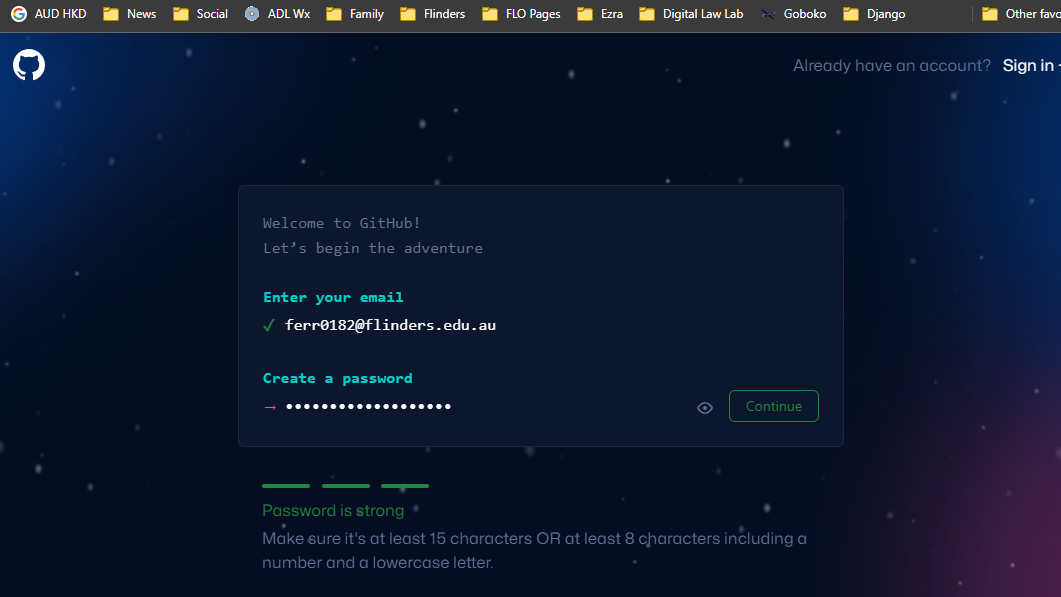 AUD HKD News Social ADL Wx Family Flinders FLO Pages Ezra Digital Law Lab Goboko Django Other favo
Already have an account? Sign in
Welcome to GitHub!
Let’s begin the adventure
Enter your email
✓ ferr0182@flinders.edu.au
Create a password
→ •••••••••••••••••••
Continue
Password is strong
Make sure it's at least 15 characters OR at least 8 characters including a
number and a lowercase letter.